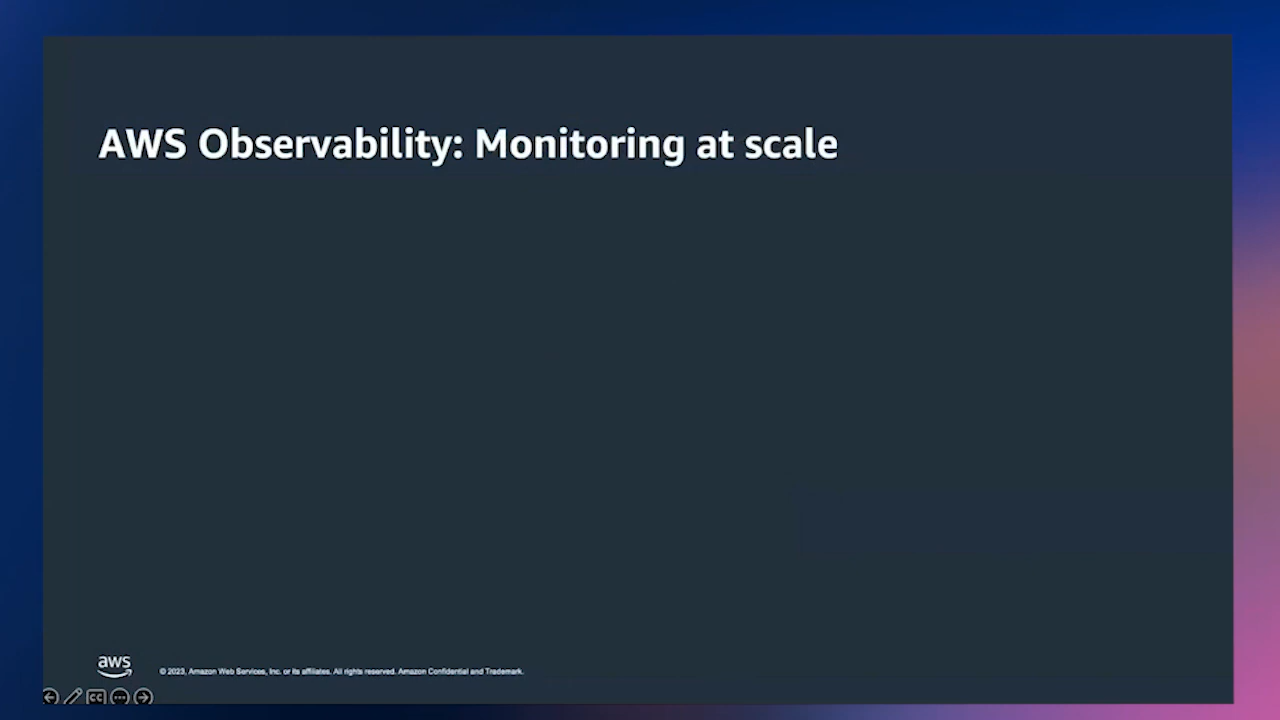 AWS Observability: Monitoring at scale
aws
© 2023, Amazon Web Services, Inc. or its affiliates. All rights reserved. Amazon Confidential and Trademark.
CC